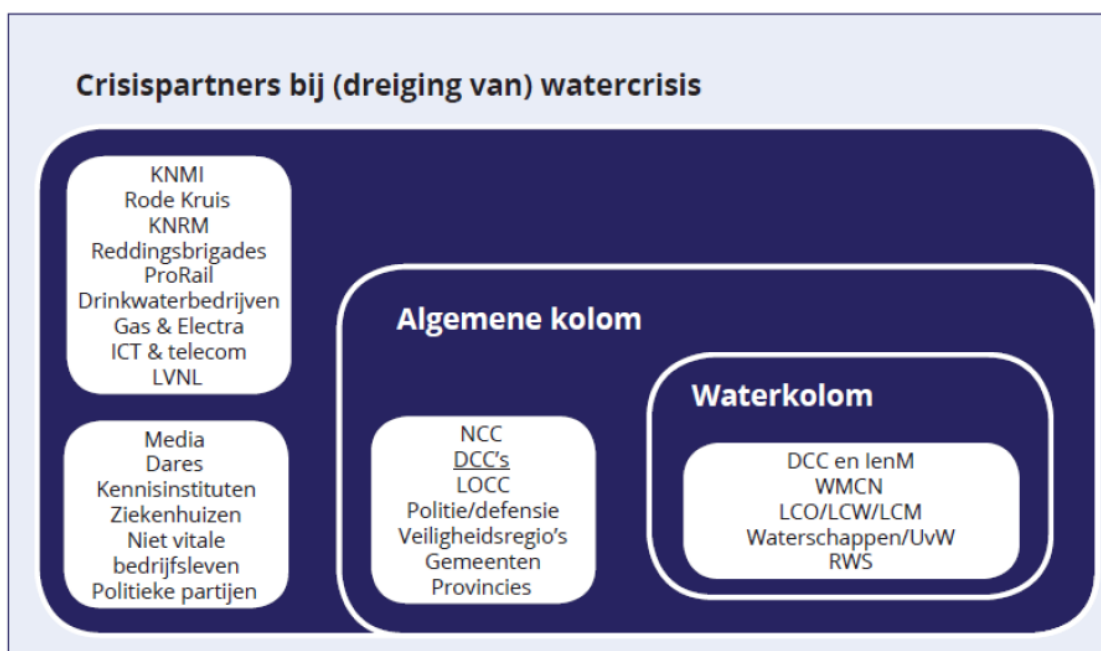 Crisispartners bij (dreiging van) watercrisis
KNMI
Rode Kruis
KNRM
Reddingsbrigades
ProRail
Drinkwaterbedrijven
Gas & Electra
ICT & telecom
LVNL
Media
Dares
Kennisinstituten
Ziekenhuizen
Niet vitale
bedrijfsleven
Politieke partijen
Algemene kolom
NCC
DCC's
LOCC
Politie/defensie
Veiligheidsregio's
Gemeenten
Provincies
Waterkolom
DCC en IenM
WMCN
LCO/LCW/LCM
Waterschappen/UvW
RWS